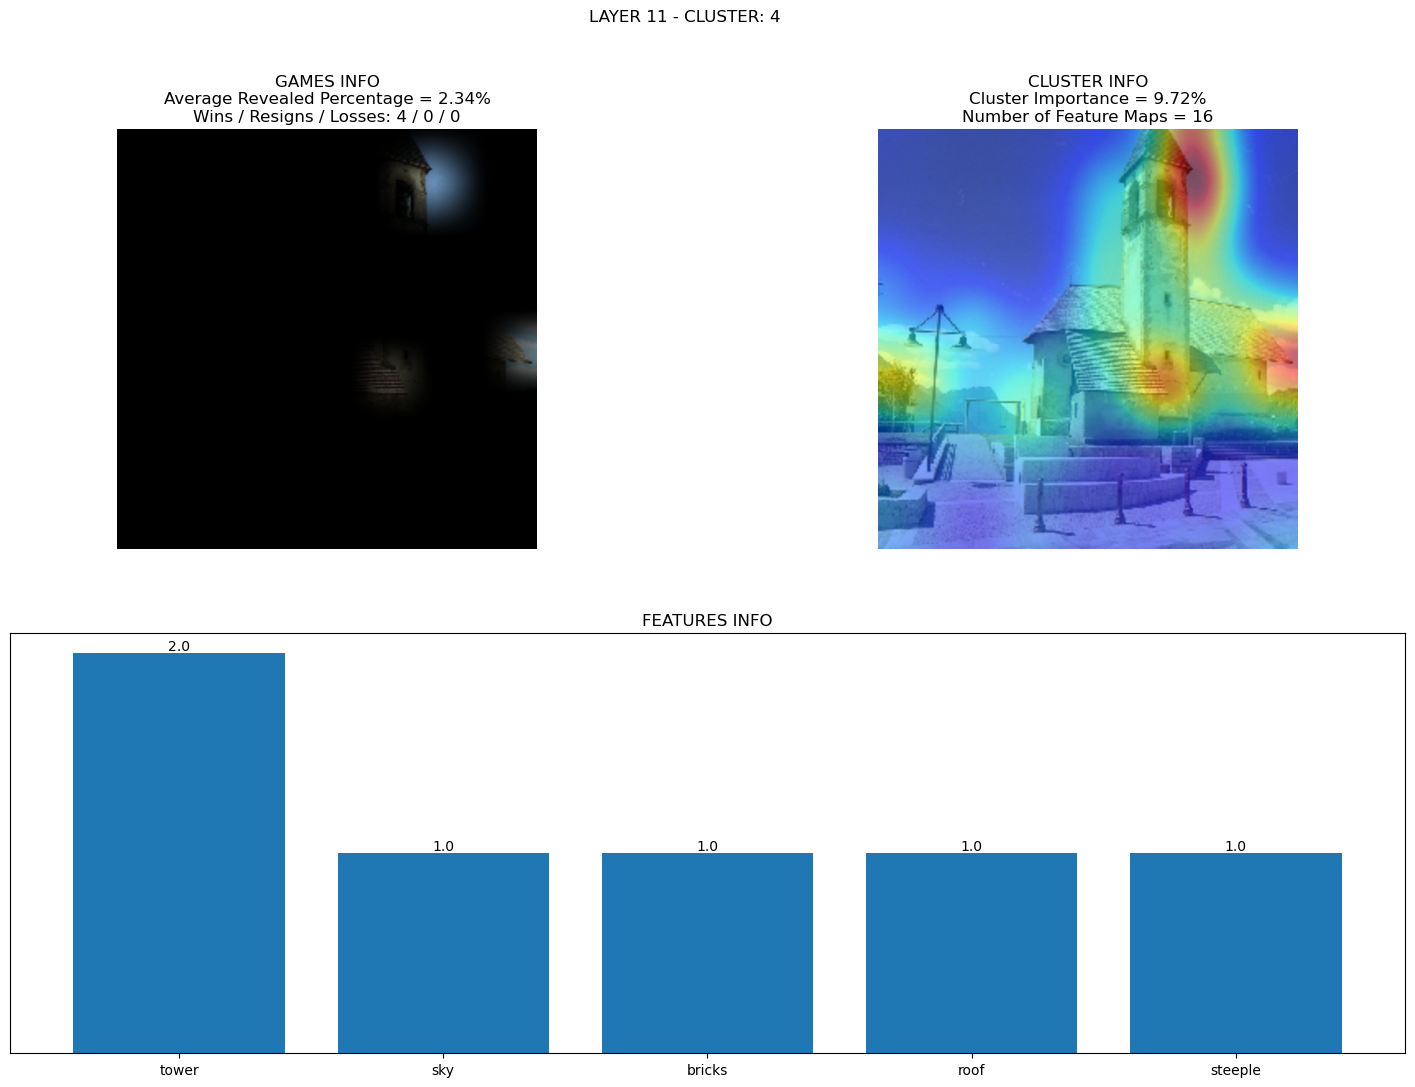 LAYER 11 - CLUSTER: 4
GAMES INFO
Average Revealed Percentage = 2.34%
Wins / Resigns / Losses: 4 / 0 / 0
CLUSTER INFO
Cluster Importance = 9.72%
Number of Feature Maps = 16
FEATURES INFO
2.0
1.0
1.0
1.0
1.0
tower
sky
bricks
roof
steeple